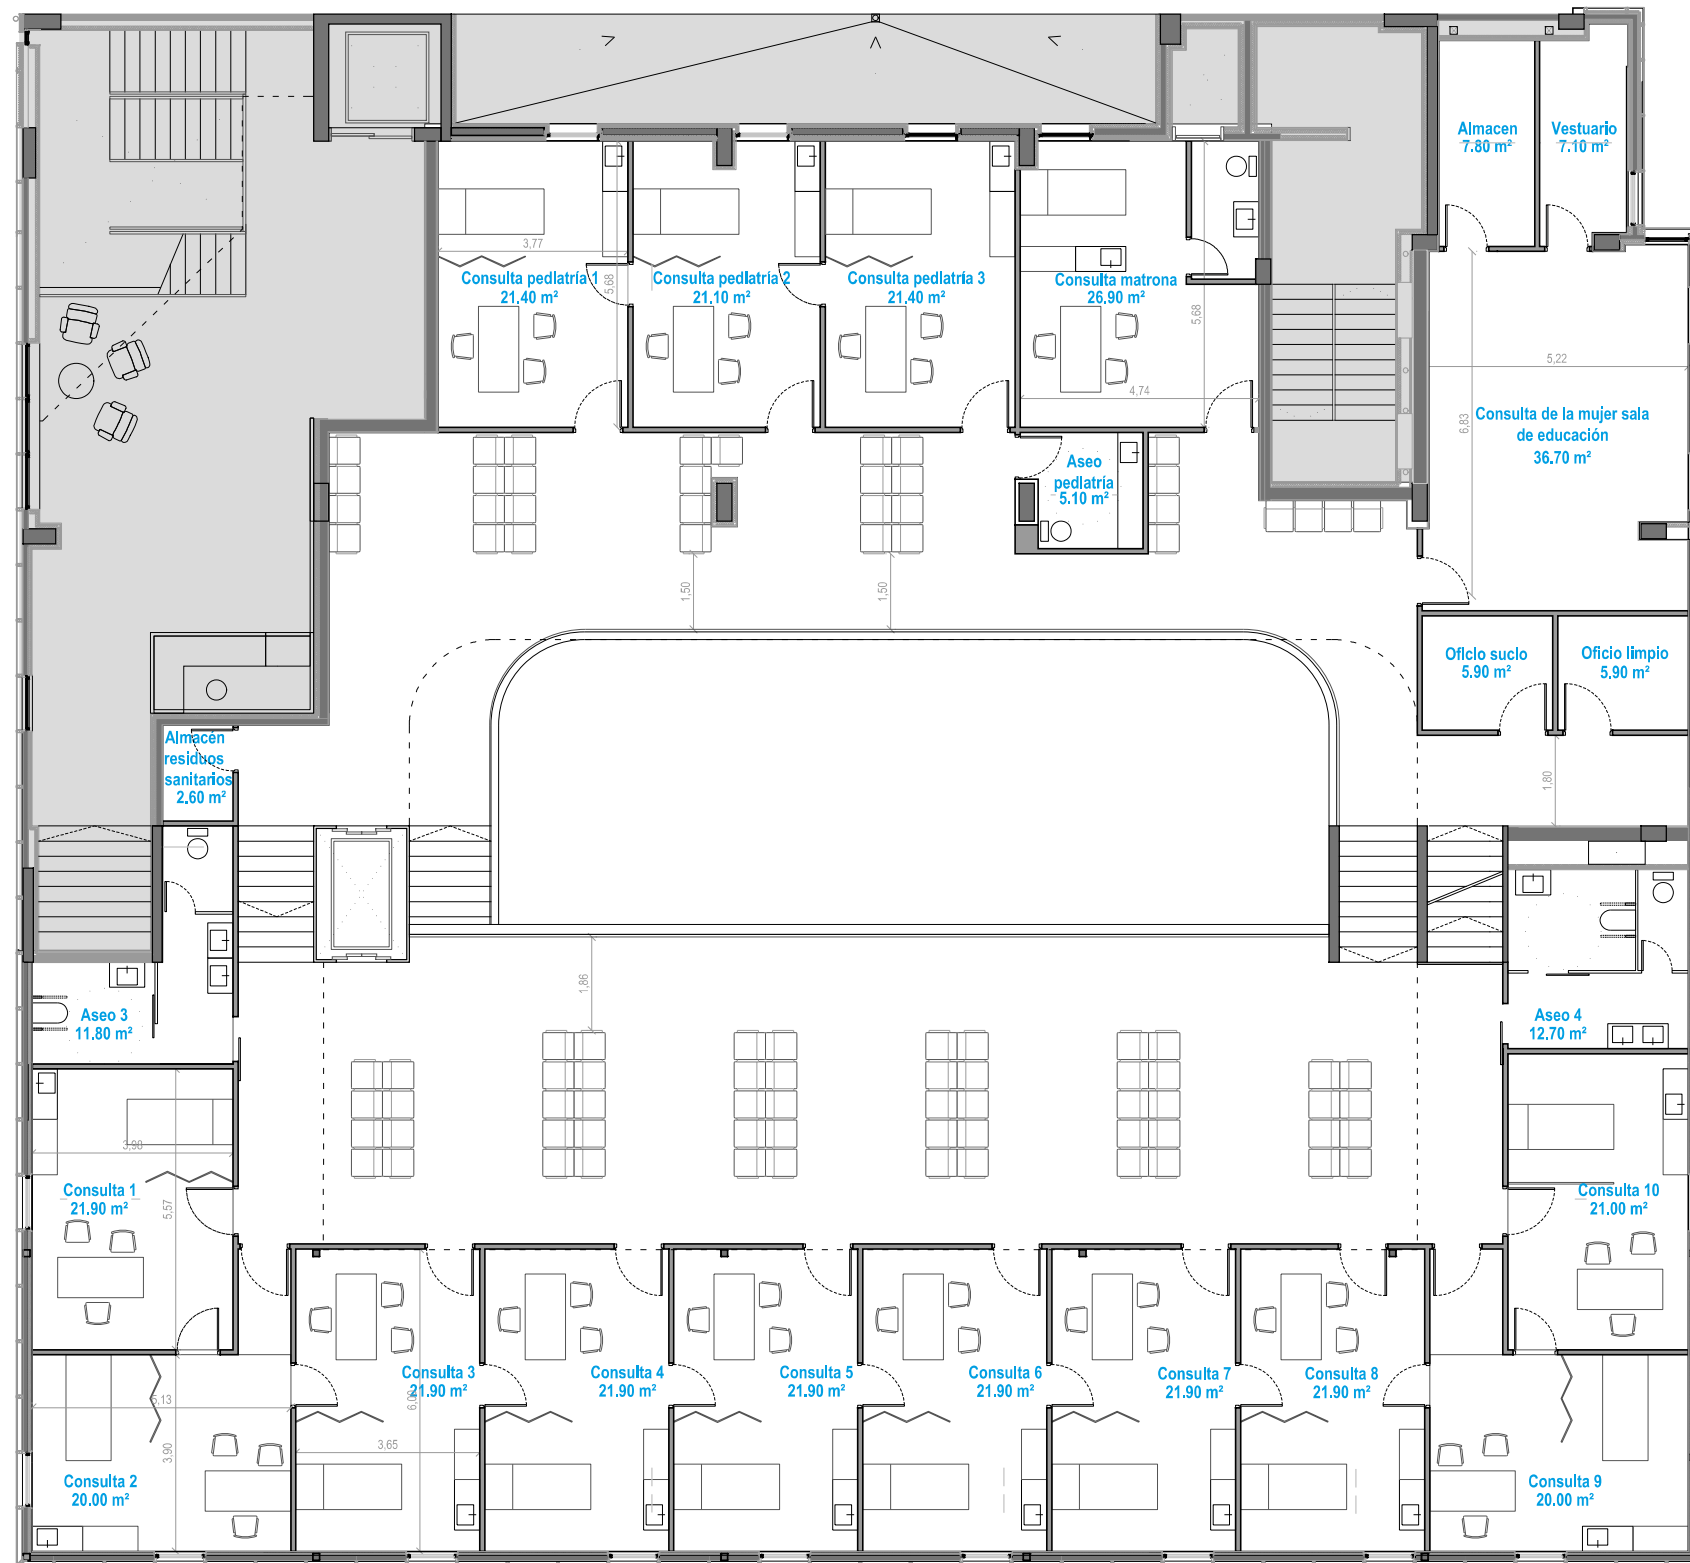 Almacen
7.80 m²
Vestuario
7.10 m²
3,77
Consulta pediatría 1
21.40 m²
5,68
Consulta pediatría 2
21.10 m²
Consulta pediatría 3
21.40 m²
Consulta matrona
26.90 m²
5,68
4,74
5,22
6,83
Consulta de la mujer sala
de educación
36.70 m²
Aseo
pediatría
5.10 m²
1,50
1,50
Oficio sucio
5.90 m²
Oficio limpio
5.90 m²
Almacén
residuos
sanitarios
2.60 m²
1,80
1,86
Aseo 3
11.80 m²
Aseo 4
12.70 m²
3,98
Consulta 1
21.90 m²
5,57
Consulta 10
21.00 m²
Consulta 3
21.90 m²
Consulta 4
21.90 m²
Consulta 5
21.90 m²
Consulta 6
21.90 m²
Consulta 7
21.90 m²
Consulta 8
21.90 m²
5,13
6,00
3,90
3,65
Consulta 2
20.00 m²
Consulta 9
20.00 m²